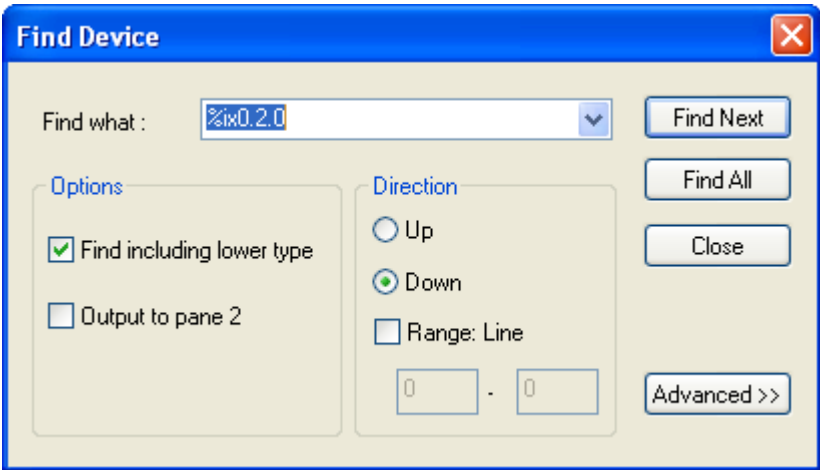 Find Device
Find what :
%ix0.2.0
Find Next
Options
Direction
Find All
Up
Find including lower type
Close
Down
Output to pane 2
Range: Line
0 - 0
Advanced >>